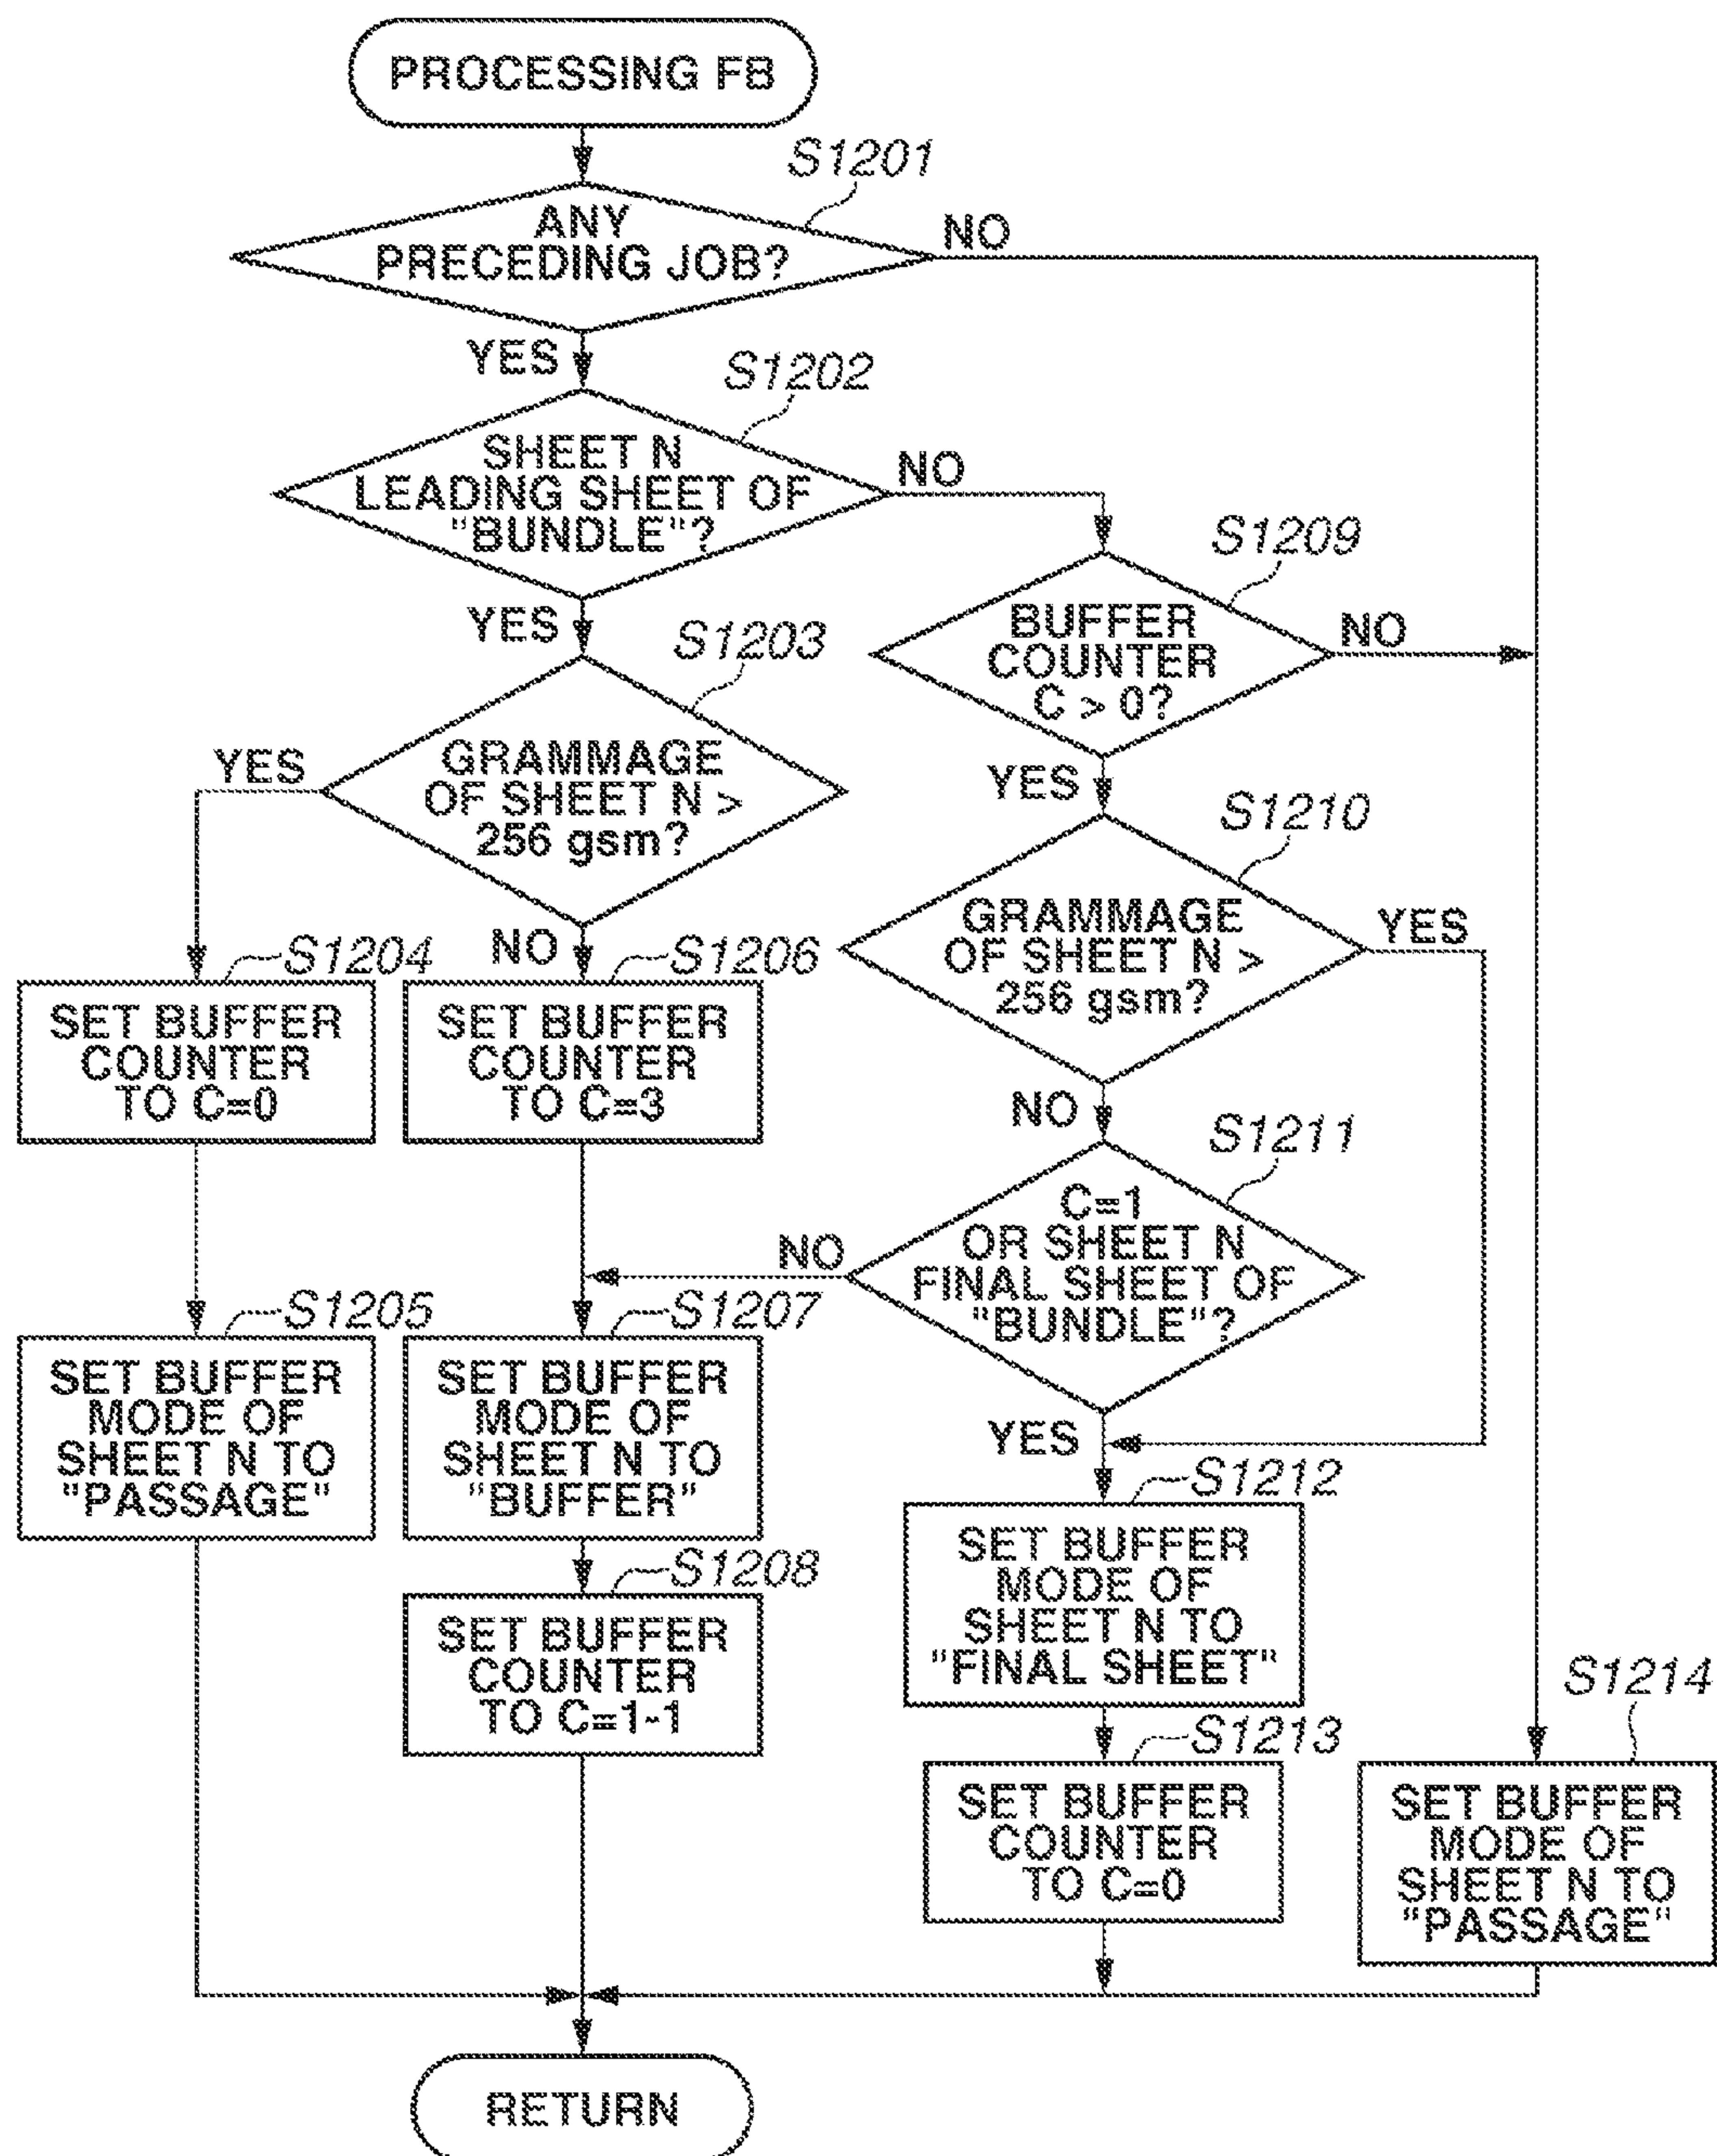 PROCESSING FB
S1201
ANY
PRECEDING JOB?
NO
YES
S1202
SHEET N
LEADING SHEET OF
"BUNDLE"?
NO
YES
S1203
GRAMMAGE
OF SHEET N >
256 gsm?
YES
NO
S1209
BUFFER
COUNTER
C > 0?
NO
YES
S1210
GRAMMAGE
OF SHEET N >
256 gsm?
YES
NO
S1204
SET BUFFER
COUNTER
TO C=0
S1206
SET BUFFER
COUNTER
TO C=3
S1211
C=1
OR SHEET N
FINAL SHEET OF
"BUNDLE"?
NO
YES
S1205
SET BUFFER
MODE OF
SHEET N TO
"PASSAGE"
S1207
SET BUFFER
MODE OF
SHEET N TO
"BUFFER"
S1208
SET BUFFER
COUNTER
TO C=1-1
S1212
SET BUFFER
MODE OF
SHEET N TO
"FINAL SHEET"
S1213
SET BUFFER
COUNTER
TO C=0
S1214
SET BUFFER
MODE OF
SHEET N TO
"PASSAGE"
RETURN